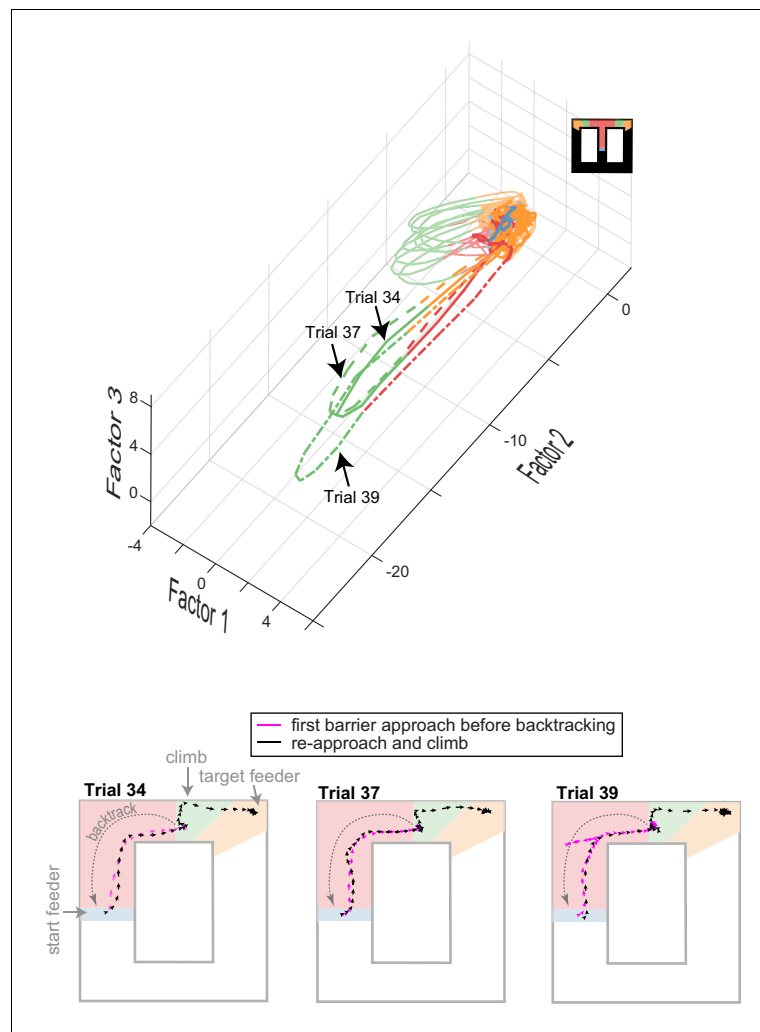 Trial 34
Trial 37
0
8
4
0
Factor 3
-10
Factor 2
Trial 39
-4
0
4
Factor 1
-20
first barrier approach before backtracking
re-approach and climb
climb
Trial 34
target feeder
Trial 37
Trial 39
backtrack
start feeder